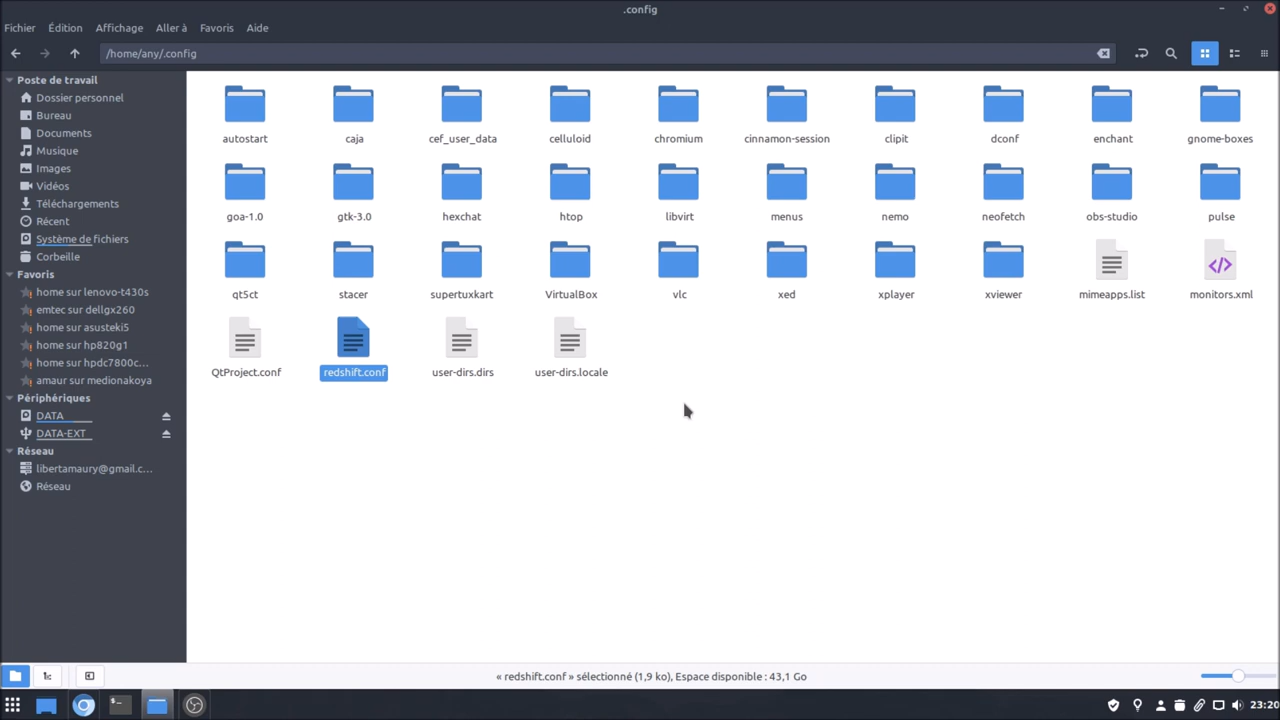 .config
Fichier Édition Affichage Aller à Favoris Aide
/home/any/.config
Poste de travail
Dossier personnel
Bureau
Documents
Musique
Images
Vidéos
Téléchargements
Récent
Système de fichiers
Corbeille
Favoris
home sur lenovo-t430s
emtec sur dellgx260
home sur asusteki5
home sur hp820g1
home sur hpdc7800c...
amaur sur medionakoya
Périphériques
DATA
DATA-EXT
Réseau
libertamaury@gmail.c...
Réseau
autostart caja cef_user_data celluloid chromium cinnamon-session clipit dconf enchant gnome-boxes
goa-1.0 gtk-3.0 hexchat htop libvirt menus nemo neofetch obs-studio pulse
qt5ct stacer supertuxkart VirtualBox vlc xed xplayer xviewer mimeapps.list monitors.xml
QtProject.conf redshift.conf user-dirs.dirs user-dirs.locale
« redshift.conf » sélectionné (1,9 ko), Espace disponible : 43,1 Go
23:20